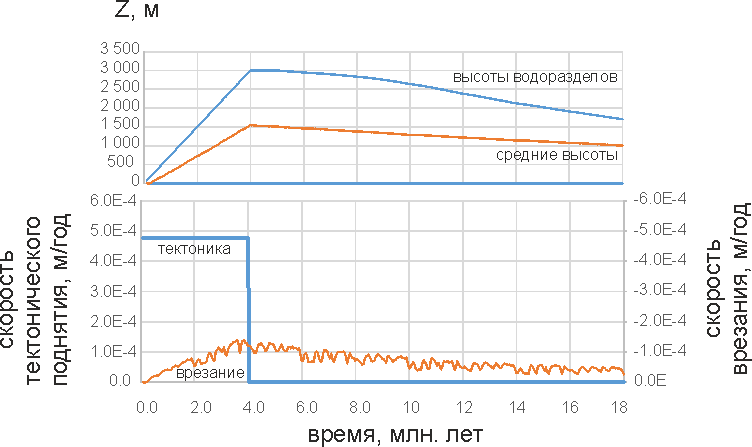 Z, м
3 500
3 000
2 500
2 000
1 500
1 000
500
0
высоты водоразделов
средние высоты
6.0E-4
5.0E-4
4.0E-4
3.0E-4
2.0E-4
1.0E-4
0.0
скорость
тектонического
поднятия, м/год
тектоника
врезание
-6.0E-4
-5.0E-4
-4.0E-4
-3.0E-4
-2.0E-4
-1.0E-4
0.0E
скорость
врезания, м/год
0.0 2.0 4.0 6.0 8.0 10 12 14 16 18
время, млн. лет